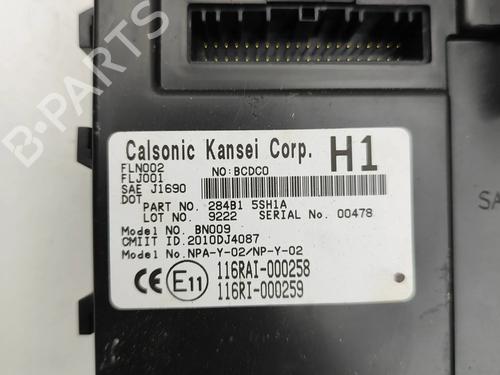 B-PARTS
Calsonic Kansei Corp. H1
FLN002 NO:BCDC0
FLJ001
SAE J1690
DOT
PART NO. 284B1 5SH1A
LOT NO. 9222 SERIAL No. 00478
Model No. BN009
CMIIT ID.2010DJ4087
Model No.NPA-Y-02/NP-Y-02
CE E11 116RAI-000258
116RI-000259
SA